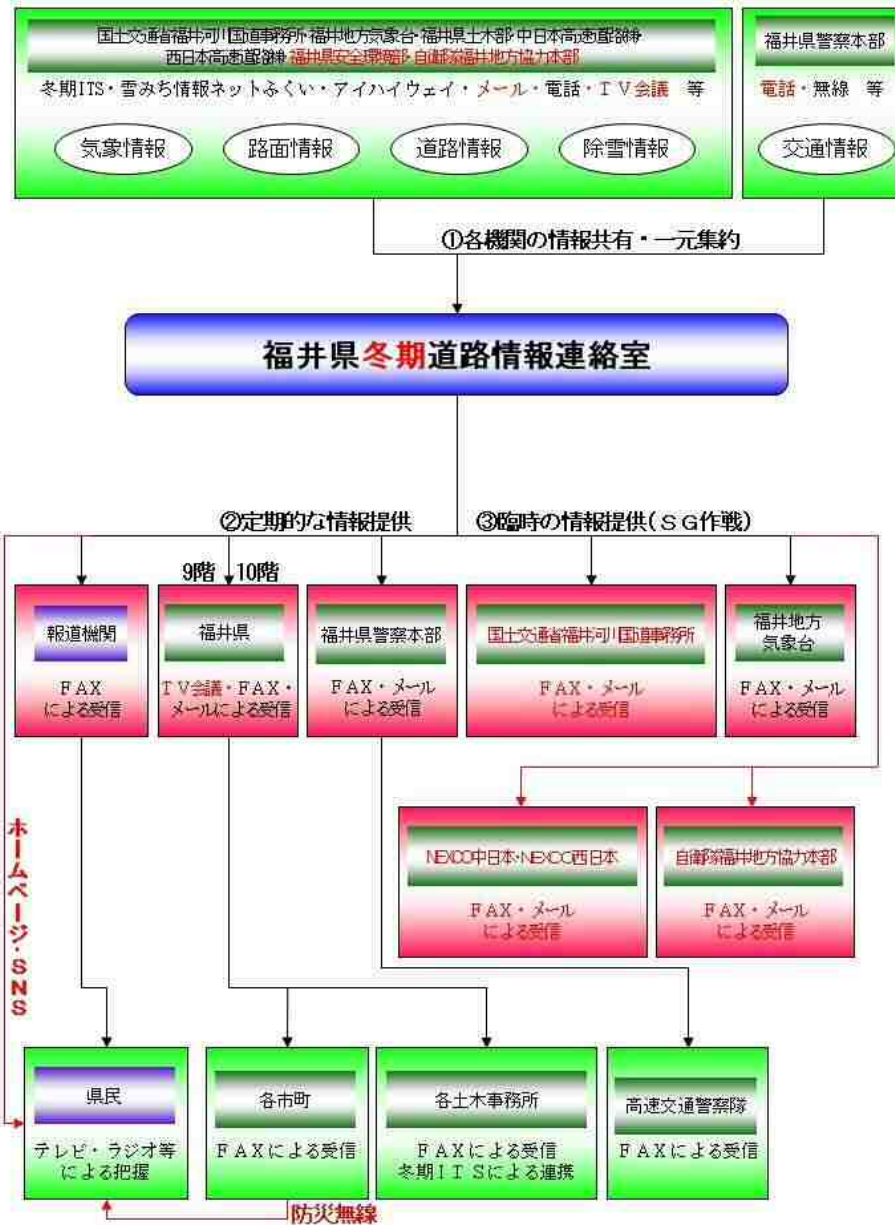 国土交通省福井河川国道事務所・福井地方気象台・福井県土木部・中日本高速道路㈱
西日本高速道路㈱・福井県安全環境部・自衛隊福井地方協力本部
冬期ITS・雪みち情報ネットふくい・アイハイウェイ・メール・電話・ＴＶ会議　等
気象情報
路面情報
道路情報
除雪情報
福井県警察本部
電話・無線　等
交通情報
①各機関の情報共有・一元集約
福井県冬期道路情報連絡室
②定期的な情報提供
③臨時の情報提供(ＳＧ作戦)
9階
10階
報道機関
ＦＡＸ
による受信
福井県
ＴＶ会議・ＦＡＸ・
メールによる受信
福井県警察本部
ＦＡＸ・メール
による受信
国土交通省福井河川国道事務所
ＦＡＸ・メール
による受信
福井地方
気象台
ＦＡＸ・メール
による受信
NEXCO中日本・NEXCO西日本
ＦＡＸ・メール
による受信
自衛隊福井地方協力本部
ＦＡＸ・メール
による受信
ホームページ・ＳＮＳ
県民
テレビ・ラジオ等
による把握
各市町
ＦＡＸによる受信
各土木事務所
ＦＡＸによる受信
冬期ＩＴＳによる連携
高速交通警察隊
ＦＡＸによる受信
防災無線